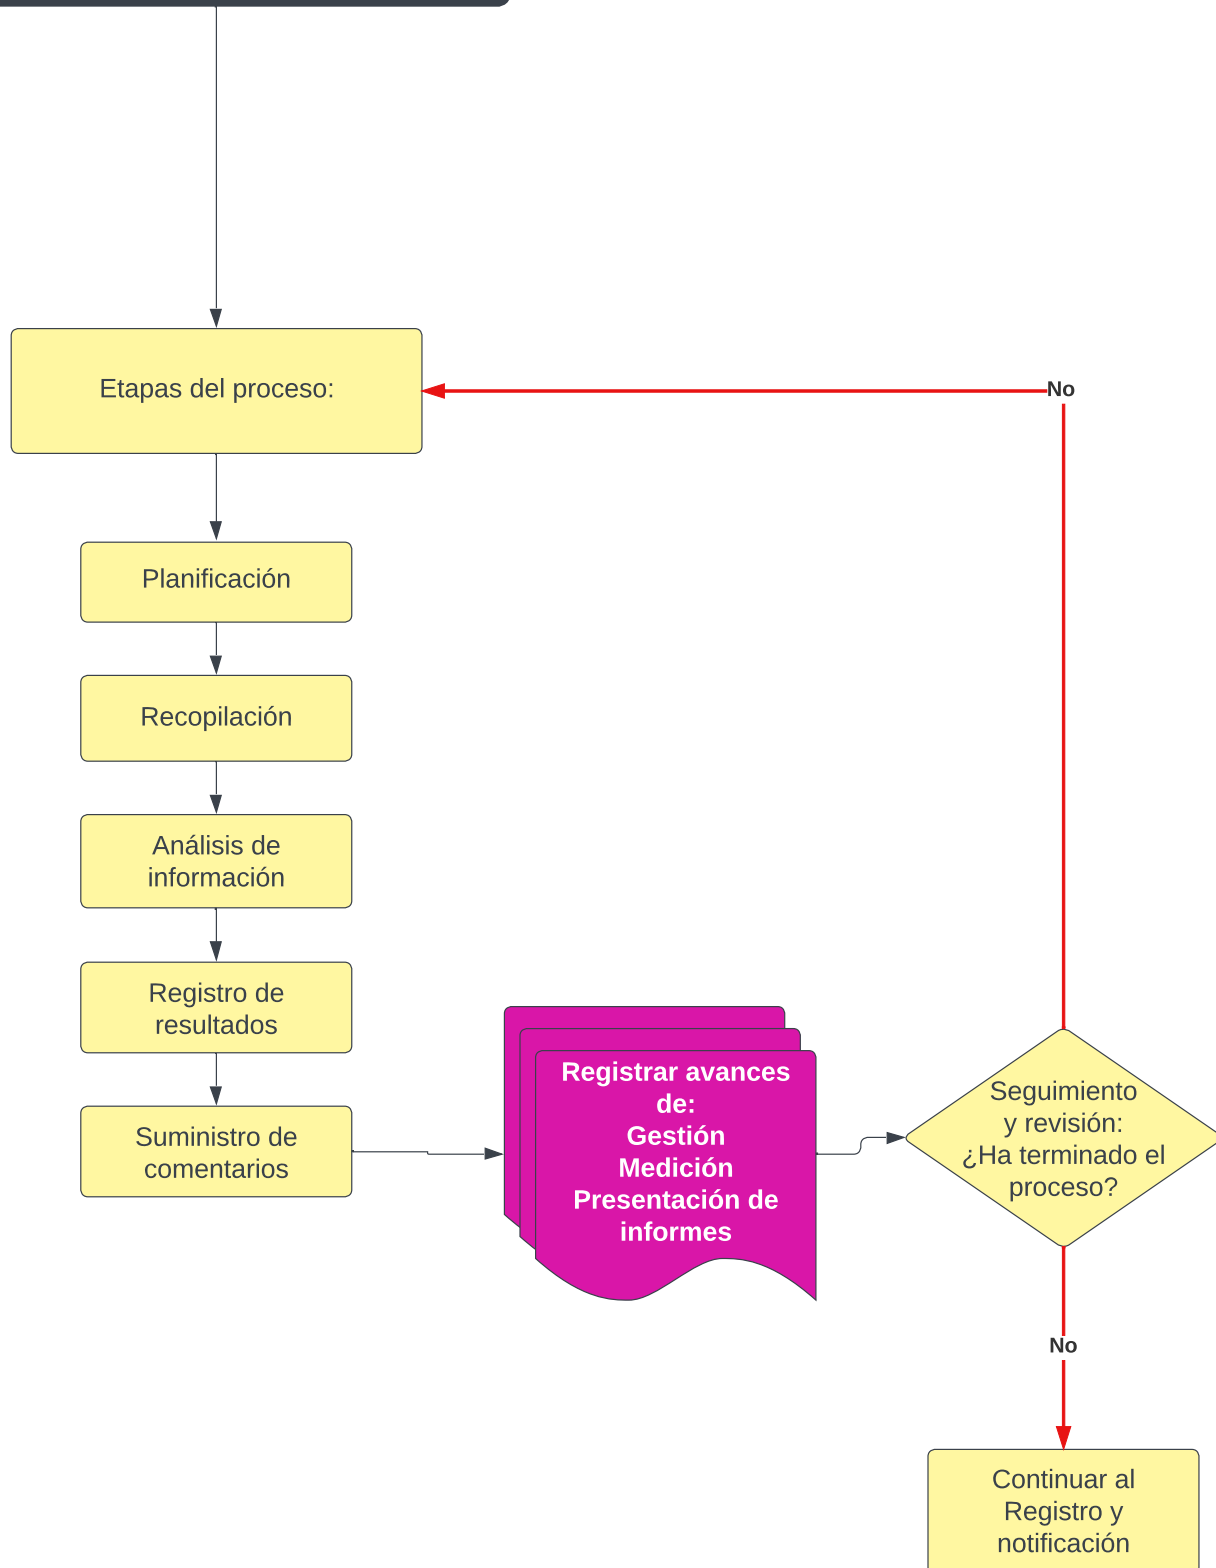 Etapas del proceso:
No
Planificación
Recopilación
Análisis de
información
Registro de
resultados
Suministro de
comentarios
Registrar avances
de:
Gestión
Medición
Presentación de
informes
Seguimiento
y revisión:
¿Ha terminado el
proceso?
No
Continuar al
Registro y
notificación